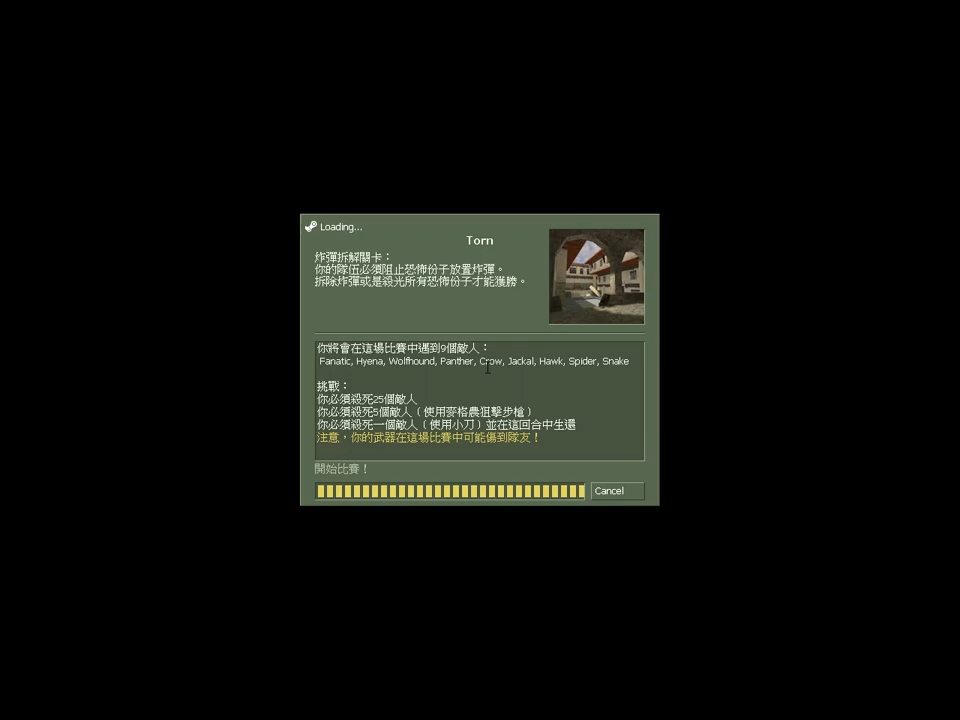 Loading...
Torn
炸彈拆解關卡：
你的隊伍必須阻止恐怖份子放置炸彈。
拆除炸彈或是殺光所有恐怖份子才能獲勝。
你將會在這場比賽中遇到9個敵人：
Fanatic, Hyena, Wolfhound, Panther, Crow, Jackal, Hawk, Spider, Snake
挑戰：
你必須殺死25個敵人
你必須殺死5個敵人（使用麥格農狙擊步槍）
你必須殺死一個敵人（使用小刀）並在這回合中生還
注意，你的武器在這場比賽中可能傷到隊友！
開始比賽！
Cancel